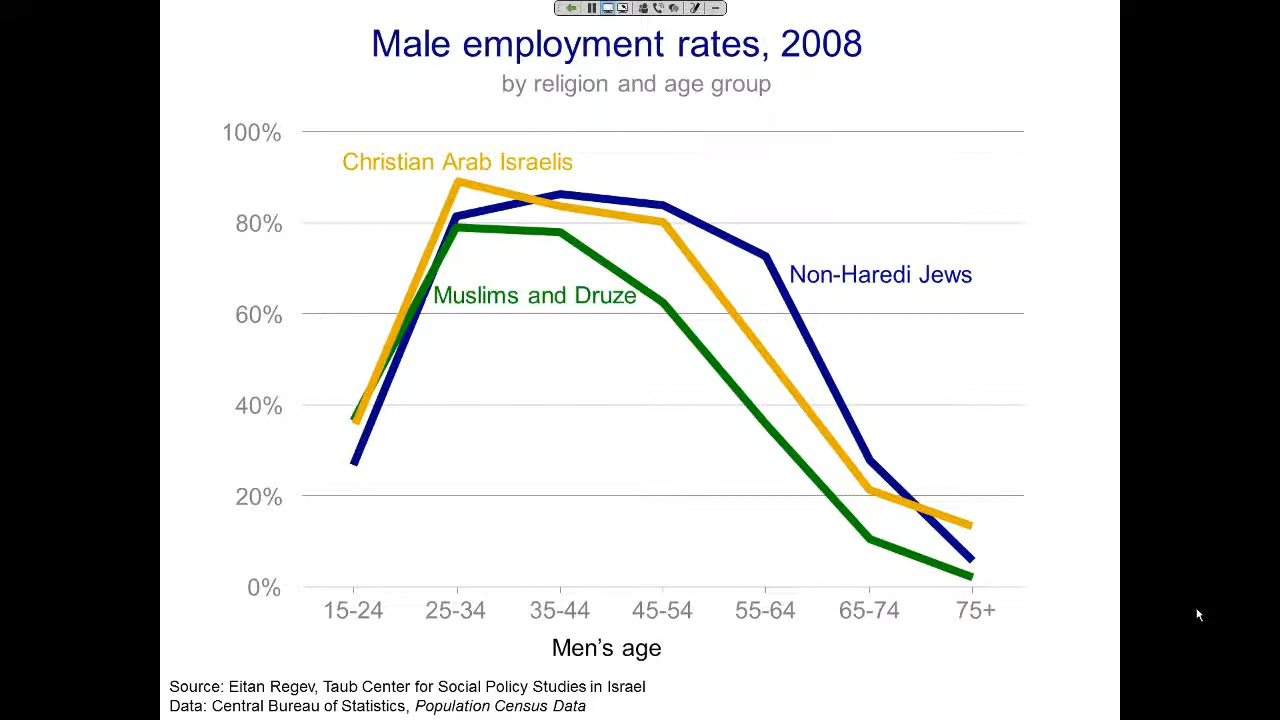 Male employment rates, 2008
by religion and age group
100%
Christian Arab Israelis
80%
Non-Haredi Jews
Muslims and Druze
60%
40%
20%
0%
15-24 25-34 35-44 45-54 55-64 65-74 75+
Men's age
Source: Eitan Regev, Taub Center for Social Policy Studies in Israel
Data: Central Bureau of Statistics, Population Census Data